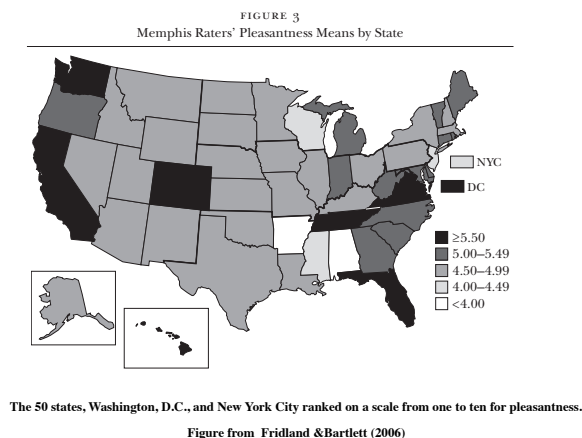 FIGURE 3
Memphis Raters' Pleasantness Means by State
NYC
DC
≥5.50
5.00–5.49
4.50–4.99
4.00–4.49
<4.00
The 50 states, Washington, D.C., and New York City ranked on a scale from one to ten for pleasantness.
Figure from Fridland &Bartlett (2006)